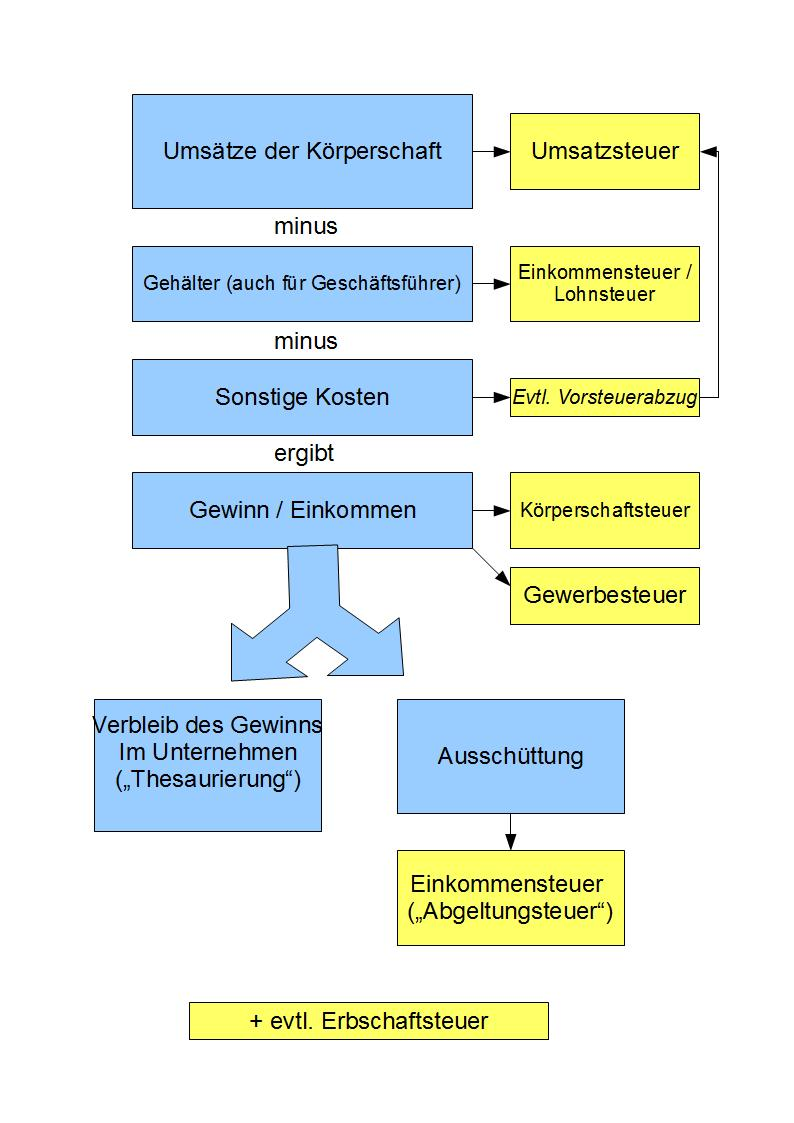 Umsätze der Körperschaft
Umsatzsteuer
minus
Gehälter (auch für Geschäftsführer)
Einkommensteuer /
Lohnsteuer
minus
Sonstige Kosten
Evtl. Vorsteuerabzug
ergibt
Gewinn / Einkommen
Körperschaftsteuer
Gewerbesteuer
Verbleib des Gewinns
Im Unternehmen
(„Thesaurierung“)
Ausschüttung
Einkommensteuer
(„Abgeltungsteuer“)
+ evtl. Erbschaftsteuer